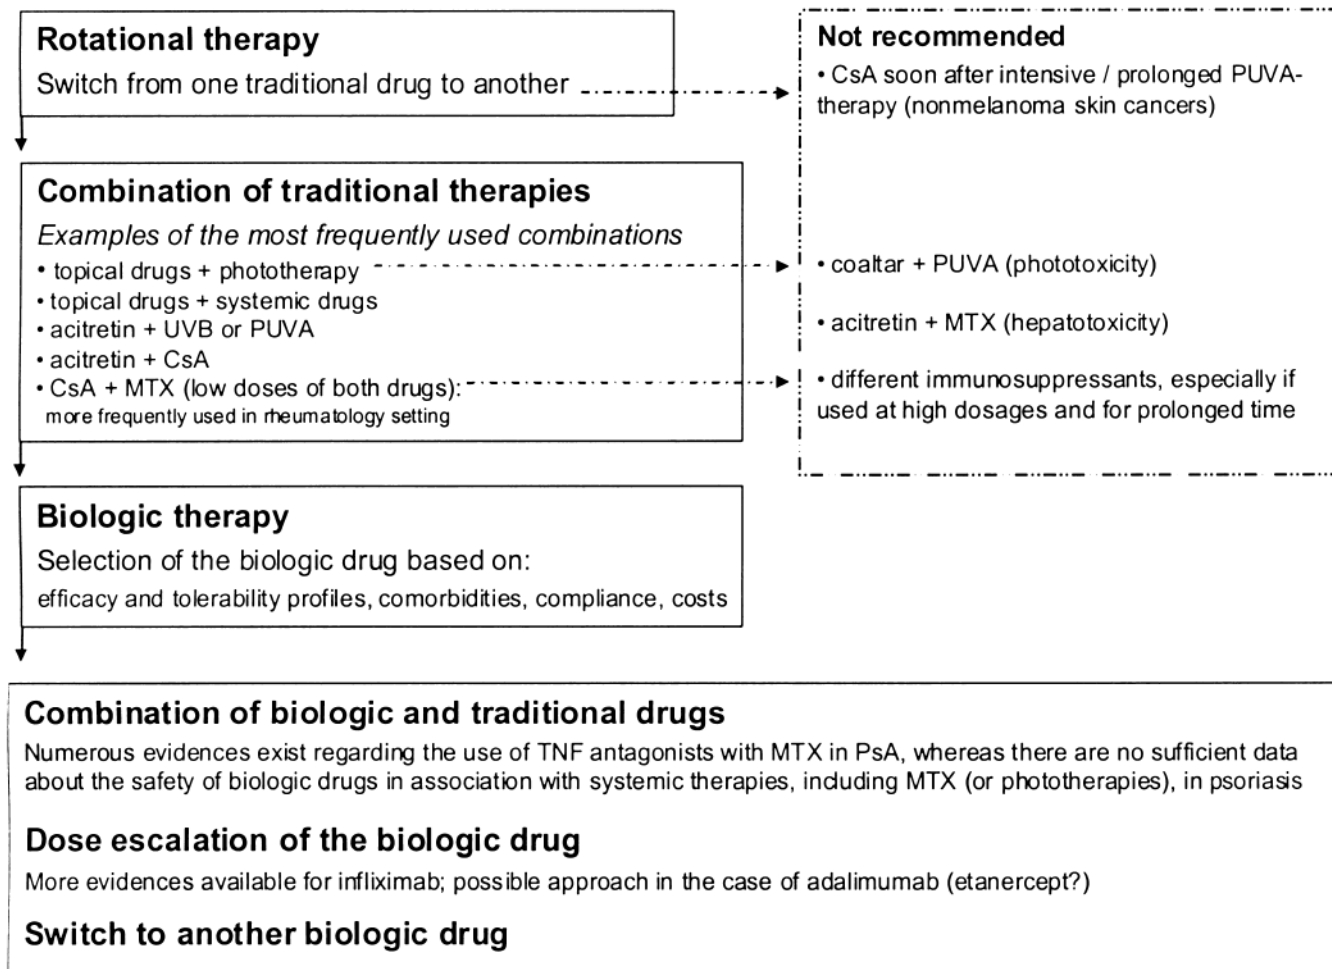 Rotational therapy
Switch from one traditional drug to another
Not recommended
• CsA soon after intensive / prolonged PUVA-
therapy (nonmelanoma skin cancers)
Combination of traditional therapies
Examples of the most frequently used combinations
• topical drugs + phototherapy
• topical drugs + systemic drugs
• acitretin + UVB or PUVA
• acitretin + CsA
• CsA + MTX (low doses of both drugs):
more frequently used in rheumatology setting
• coaltar + PUVA (phototoxicity)
• acitretin + MTX (hepatotoxicity)
• different immunosuppressants, especially if
used at high dosages and for prolonged time
Biologic therapy
Selection of the biologic drug based on:
efficacy and tolerability profiles, comorbidities, compliance, costs
Combination of biologic and traditional drugs
Numerous evidences exist regarding the use of TNF antagonists with MTX in PsA, whereas there are no sufficient data
about the safety of biologic drugs in association with systemic therapies, including MTX (or phototherapies), in psoriasis
Dose escalation of the biologic drug
More evidences available for infliximab; possible approach in the case of adalimumab (etanercept?)
Switch to another biologic drug